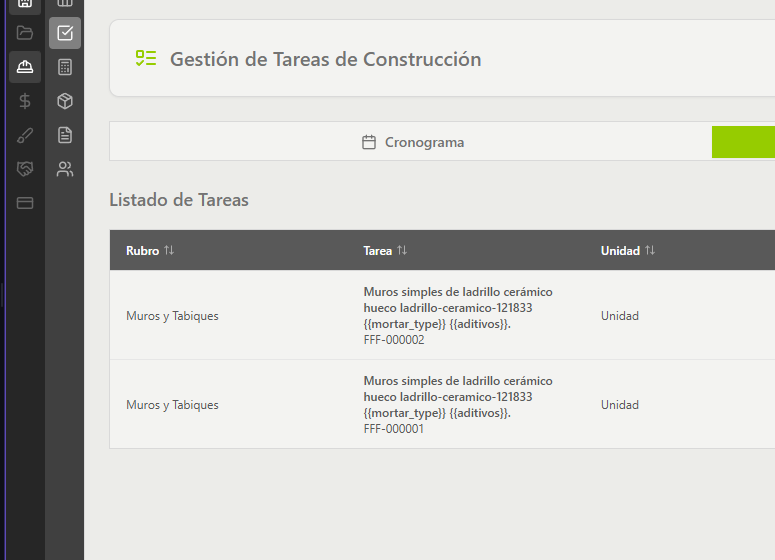 Gestión de Tareas de Construcción
Cronograma
Listado de Tareas
Rubro Tarea Unidad
Muros y Tabiques
Muros simples de ladrillo cerámico
hueco ladrillo-ceramico-121833
{{mortar_type}} {{aditivos}}.
FFF-000002
Unidad
Muros y Tabiques
Muros simples de ladrillo cerámico
hueco ladrillo-ceramico-121833
{{mortar_type}} {{aditivos}}.
FFF-000001
Unidad